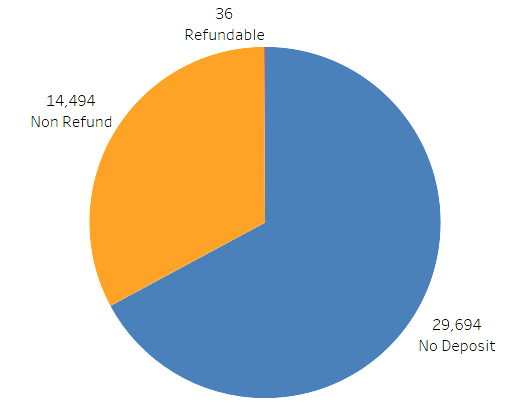 36
Refundable
14,494
Non Refund
29,694
No Deposit